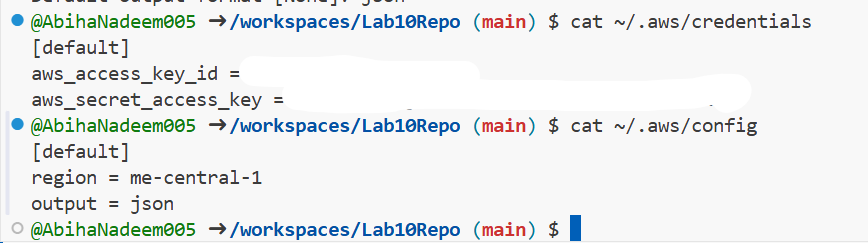 Default output format [None]: json
@AbihaNadeem005 ➜/workspaces/Lab10Repo (main) $ cat ~/.aws/credentials
[default]
aws_access_key_id =
aws_secret_access_key =
@AbihaNadeem005 ➜/workspaces/Lab10Repo (main) $ cat ~/.aws/config
[default]
region = me-central-1
output = json
@AbihaNadeem005 ➜/workspaces/Lab10Repo (main) $